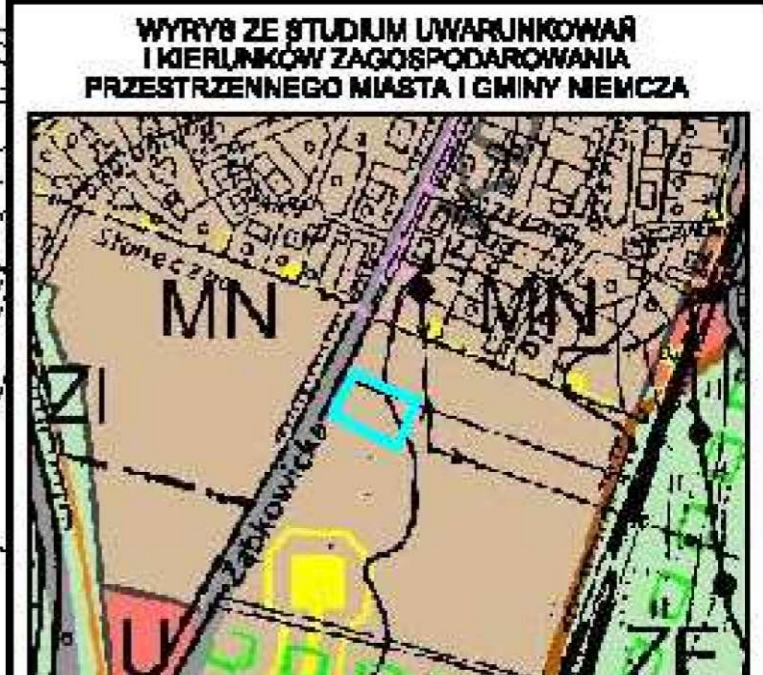 WYRYS ZE STUDIUM UWARUNKOWAŃ
I KIERUNKÓW ZAGOSPODAROWANIA
PRZESTRZENNEGO MIASTA I GMINY NIEMCZA
Słoneczna
MN
MN
ZI
Ząbkowicka
U
ZE